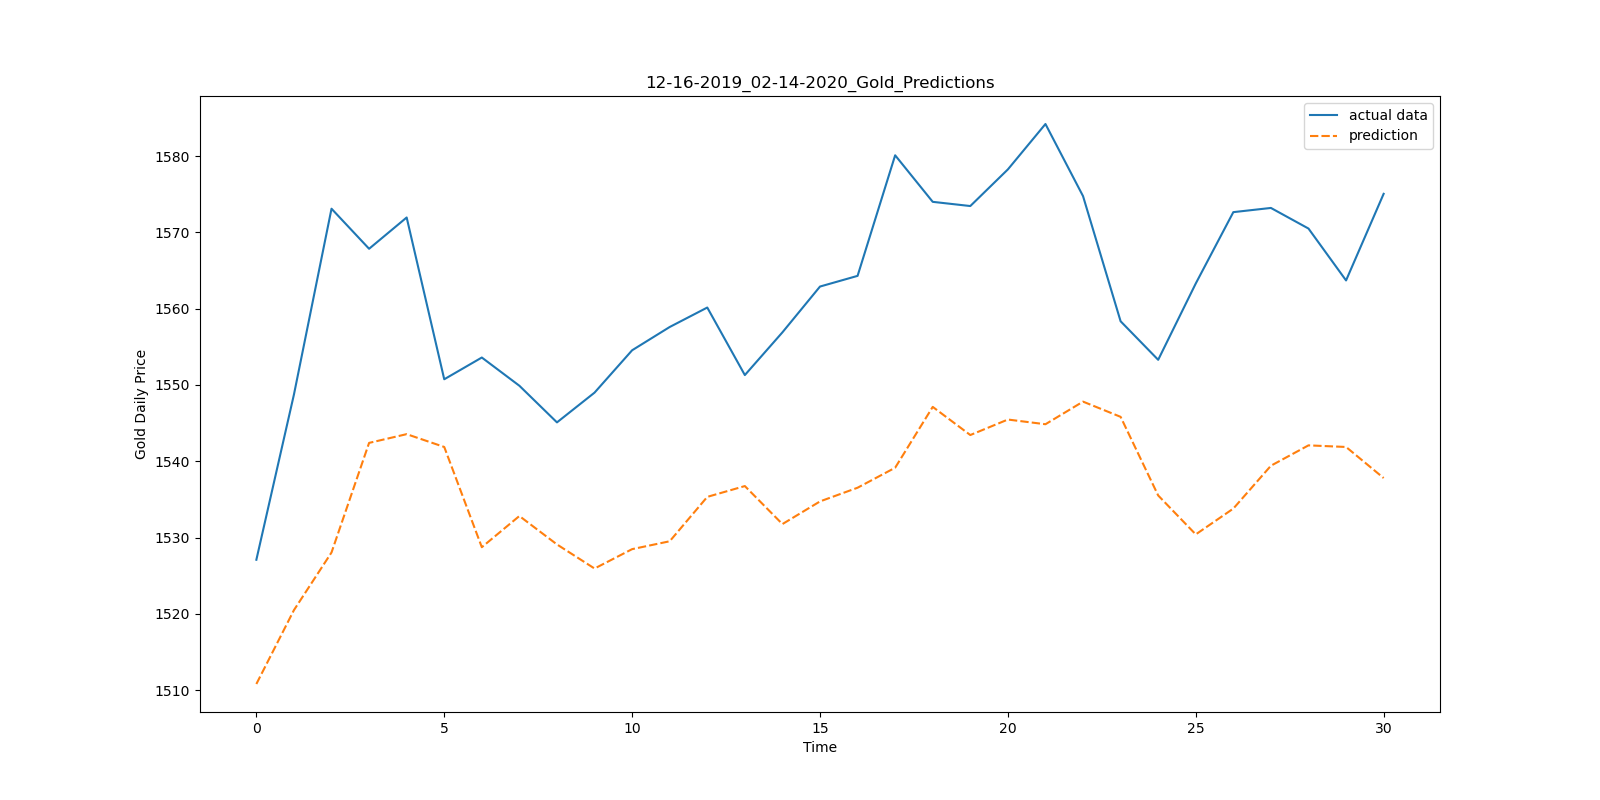 12-16-2019_02-14-2020_Gold_Predictions
actual data
prediction
Gold Daily Price
1580
1570
1560
1550
1540
1530
1520
1510
0 5 10 15 20 25 30
Time